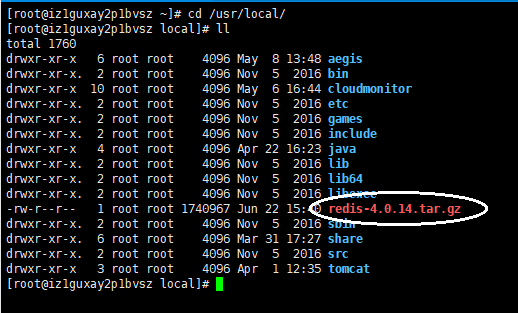 [root@iz1guxay2p1bvsz ~]# cd /usr/local/
[root@iz1guxay2p1bvsz local]# ll
total 1760
drwxr-xr-x 6 root root 4096 May 8 13:48 aegis
drwxr-xr-x. 2 root root 4096 Nov 5 2016 bin
drwxr-xr-x 10 root root 4096 May 6 16:44 cloudmonitor
drwxr-xr-x. 2 root root 4096 Nov 5 2016 etc
drwxr-xr-x. 2 root root 4096 Nov 5 2016 games
drwxr-xr-x. 2 root root 4096 Nov 5 2016 include
drwxr-xr-x 4 root root 4096 Apr 22 16:23 java
drwxr-xr-x. 2 root root 4096 Nov 5 2016 lib
drwxr-xr-x. 2 root root 4096 Nov 5 2016 lib64
drwxr-xr-x. 2 root root 4096 Nov 5 2016 libexec
-rw-r--r-- 1 root root 1740967 Jun 22 redis-4.0.14.tar.gz
drwxr-xr-x. 2 root root 4096 Nov 5 2016 sbin
drwxr-xr-x. 6 root root 4096 Mar 31 17:27 share
drwxr-xr-x. 2 root root 4096 Nov 5 2016 src
drwxr-xr-x 3 root root 4096 Apr 1 12:35 tomcat
[root@iz1guxay2p1bvsz local]#